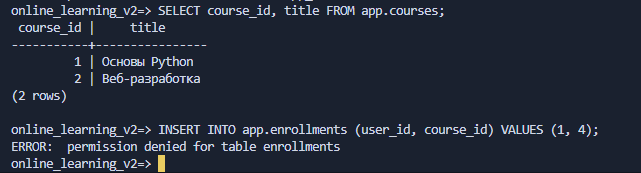 online_learning_v2=> SELECT course_id, title FROM app.courses;
 course_id |     title
-----------+----------------
         1 | Основы Python
         2 | Веб-разработка
(2 rows)

online_learning_v2=> INSERT INTO app.enrollments (user_id, course_id) VALUES (1, 4);
ERROR:  permission denied for table enrollments
online_learning_v2=>